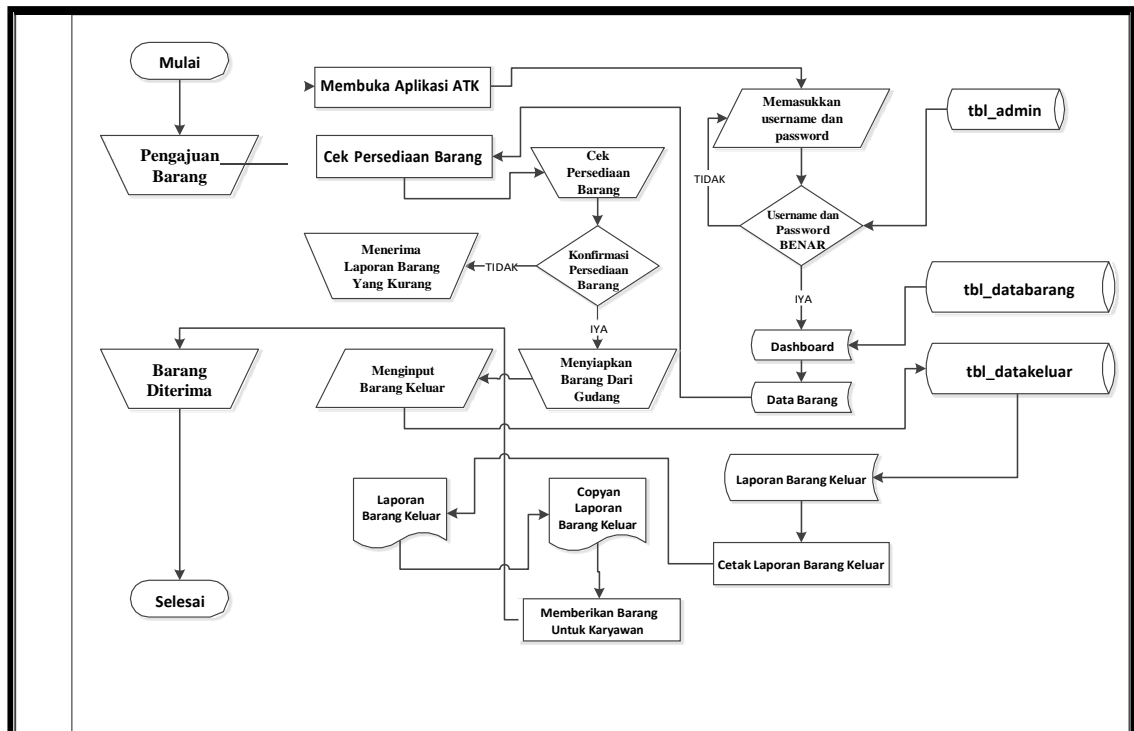 Mulai
Membuka Aplikasi ATK
Memasukkan
username dan
password
tbl_admin
Pengajuan
Barang
Cek Persediaan Barang
Cek
Persediaan
Barang
TIDAK
Username dan
Password
BENAR
Menerima
Laporan Barang
Yang Kurang
TIDAK
Konfirmasi
Persediaan
Barang
IYA
tbl_databarang
IYA
Dashboard
Barang
Diterima
Menginput
Barang Keluar
Menyiapkan
Barang Dari
Gudang
Data Barang
tbl_datakeluar
Laporan
Barang Keluar
Copyan
Laporan
Barang Keluar
Laporan Barang Keluar
Cetak Laporan Barang Keluar
Selesai
Memberikan Barang
Untuk Karyawan